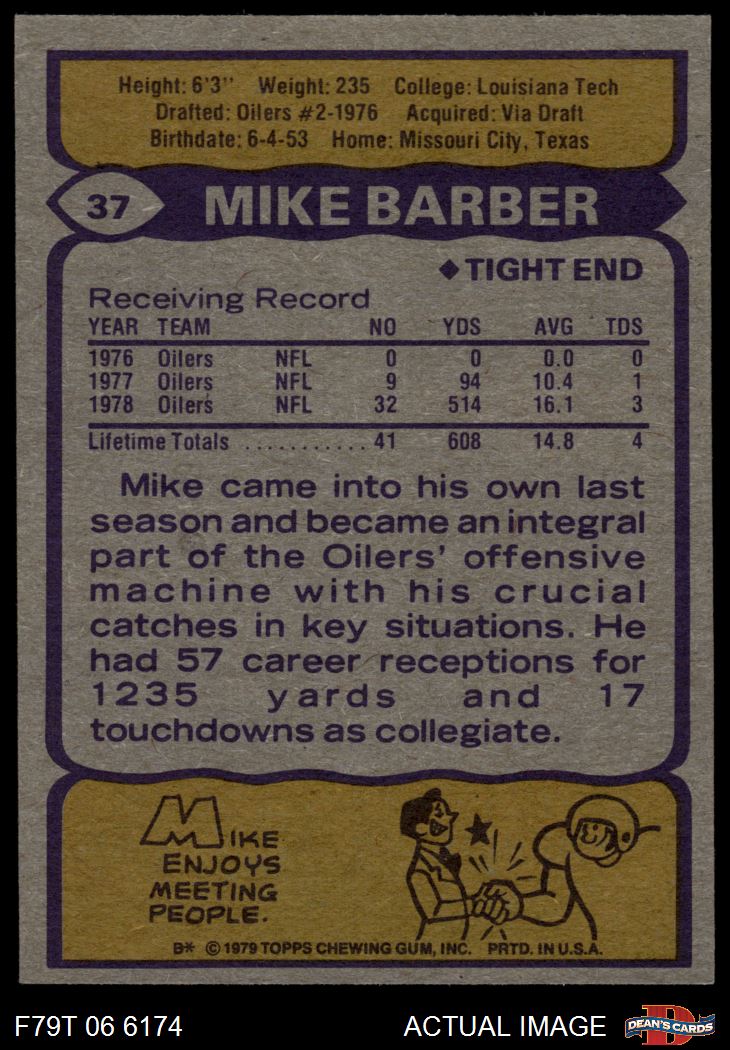 Height: 6'3" Weight: 235 College: Louisiana Tech
Drafted: Oilers #2-1976 Acquired: Via Draft
Birthdate: 6-4-53 Home: Missouri City, Texas
37 MIKE BARBER
◆TIGHT END
Receiving Record
YEAR TEAM NO YDS AVG TDS
1976 Oilers NFL 0 0 0.0 0
1977 Oilers NFL 9 94 10.4 1
1978 Oilers NFL 32 514 16.1 3
Lifetime Totals ........... 41 608 14.8 4
Mike came into his own last
season and became an integral
part of the Oilers' offensive
machine with his crucial
catches in key situations. He
had 57 career receptions for
1235 yards and 17
touchdowns as collegiate.
MIKE
ENJOYS
MEETING
PEOPLE.
B* © 1979 TOPPS CHEWING GUM, INC. PRTD. IN U.S.A.
F79T 06 6174 ACTUAL IMAGE D DEAN'S CARDS